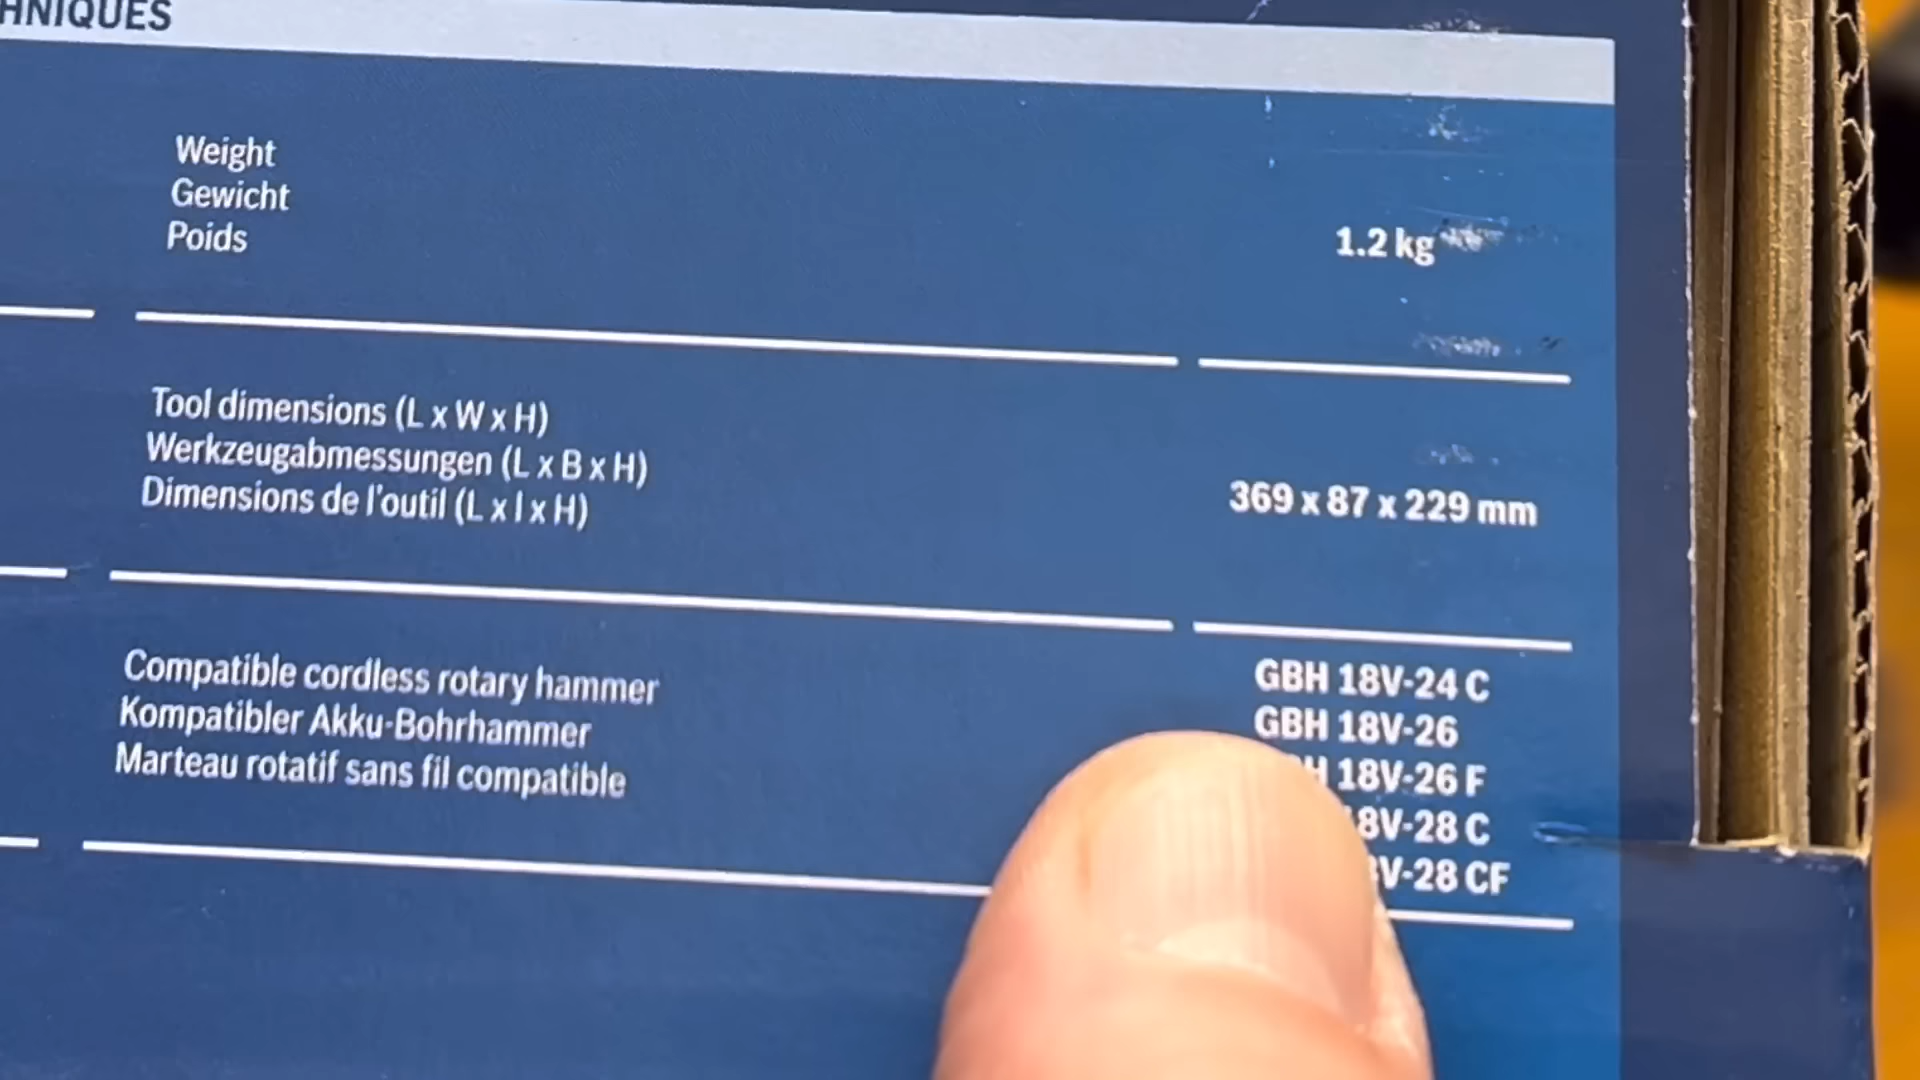 HNIQUES
Weight
Gewicht
Poids
1.2 kg
Tool dimensions (L x W x H)
Werkzeugabmessungen (L x B x H)
Dimensions de l'outil (L x l x H)
369 x 87 x 229 mm
Compatible cordless rotary hammer
Kompatibler Akku-Bohrhammer
Marteau rotatif sans fil compatible
GBH 18V-24 C
GBH 18V-26
18V-26 F
8V-28 C
V-28 CF